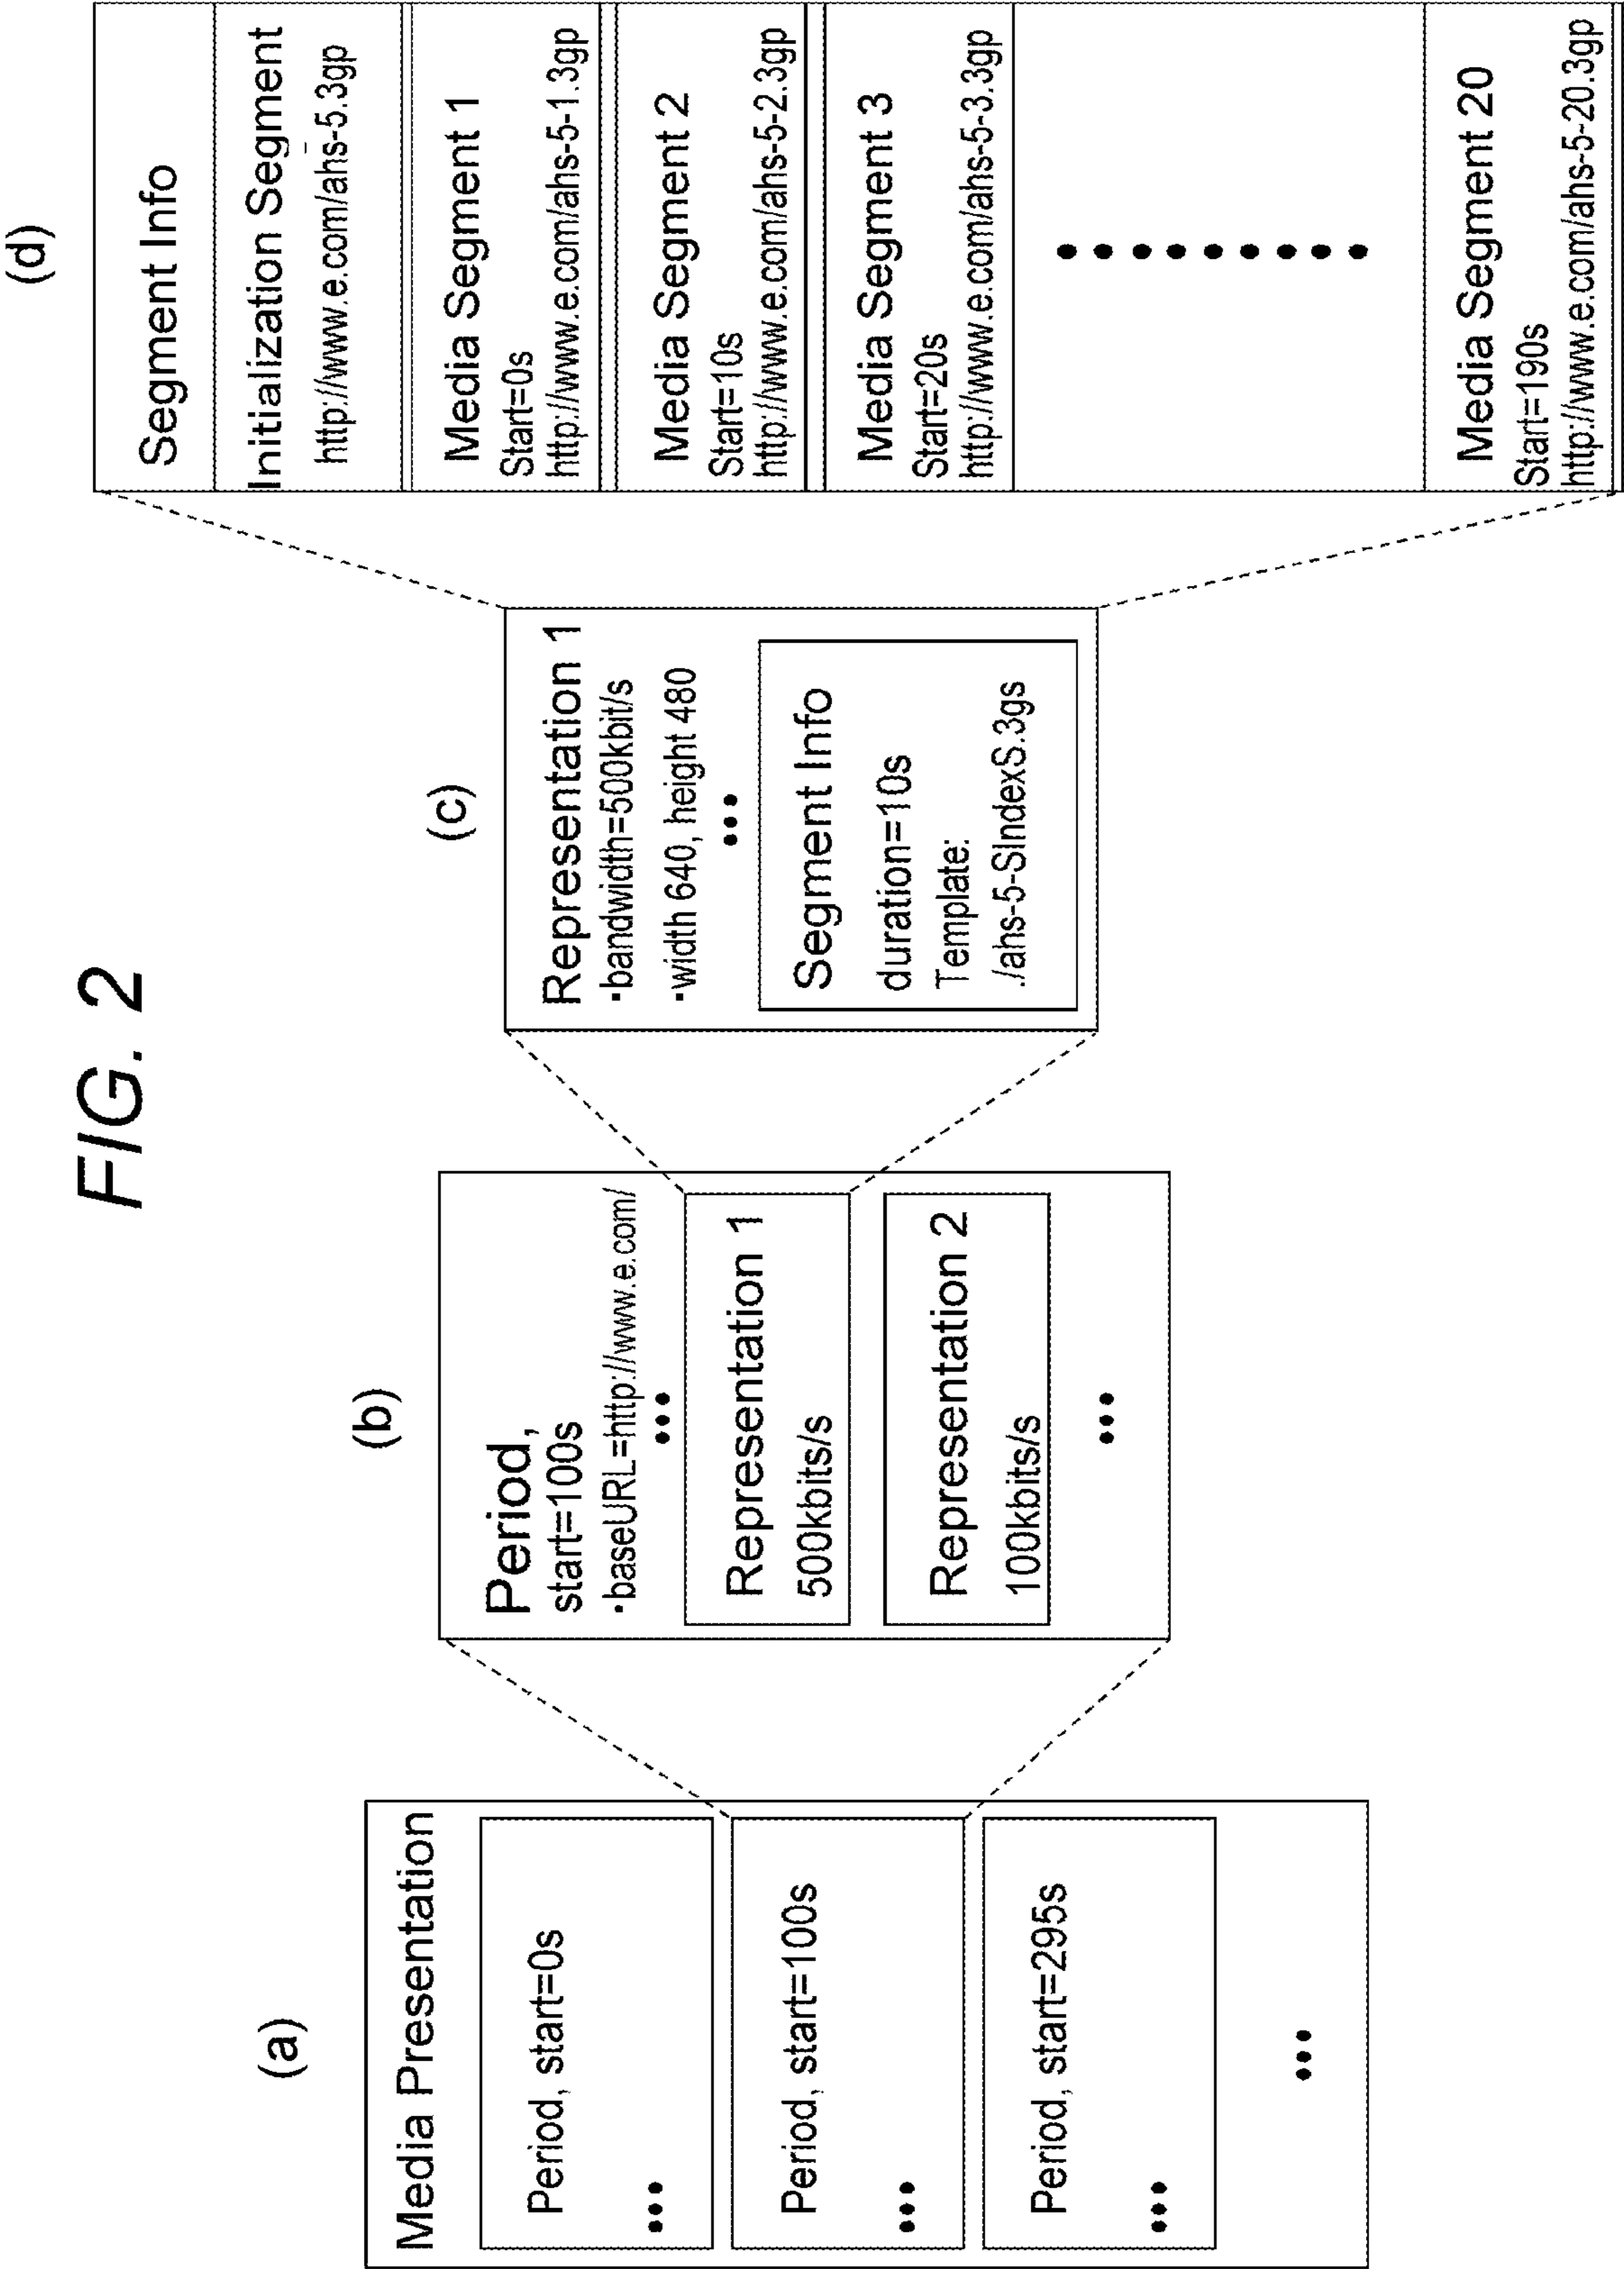 FIG. 2
(a)
Media Presentation
Period, start=0s
•••
Period, start=100s
•••
Period, start=295s
•••
•••
(b)
Period,
start=100s
·baseURL=http://www.e.com/
•••
Representation 1
500kbits/s
Representation 2
100kbits/s
•••
(c)
Representation 1
·bandwidth=500kbit/s
·width 640, height 480
•••
Segment Info
duration=10s
Template:
./ahs-5-SIndexS.3gs
(d)
Segment Info
Initialization Segment
http://www.e.com/ahs-5.3gp
Media Segment 1
Start=0s
http://www.e.com/ahs-5-1.3gp
Media Segment 2
Start=10s
http://www.e.com/ahs-5-2.3gp
Media Segment 3
Start=20s
http://www.e.com/ahs-5-3.3gp
•••••••••
Media Segment 20
Start=190s
http://www.e.com/ahs-5-20.3gp